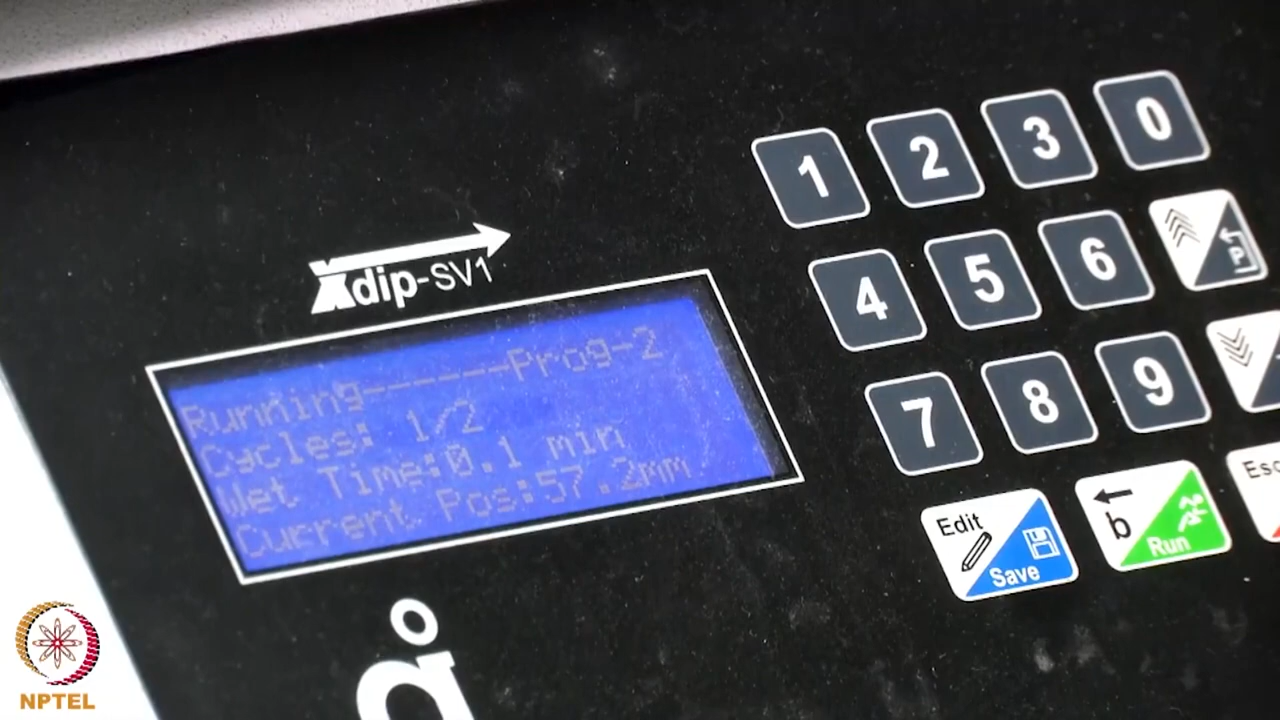 Xdip-SV1
Running------Prog-2
Cycles: 1/2
Wet Time:0.1 min
Current Pos:57.2mm
1 2 3 0
4 5 6 P
7 8 9
Edit Save
b Run
Esc
NPTEL